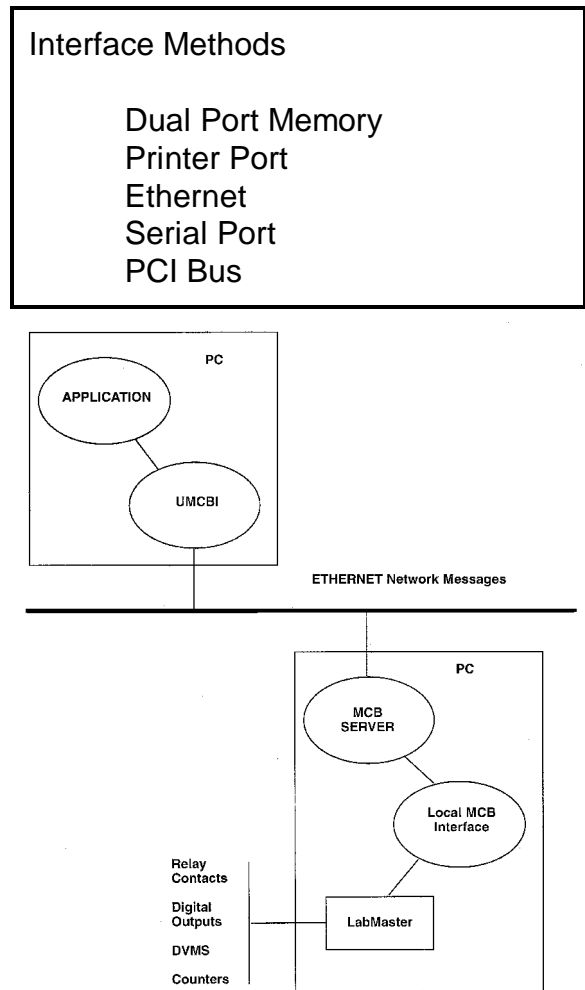 Interface Methods
Dual Port Memory
Printer Port
Ethernet
Serial Port
PCI Bus
PC
APPLICATION
UMCBI
ETHERNET Network Messages
PC
MCB
SERVER
Local MCB
Interface
Relay
Contacts
Digital
Outputs
LabMaster
DVMS
Counters